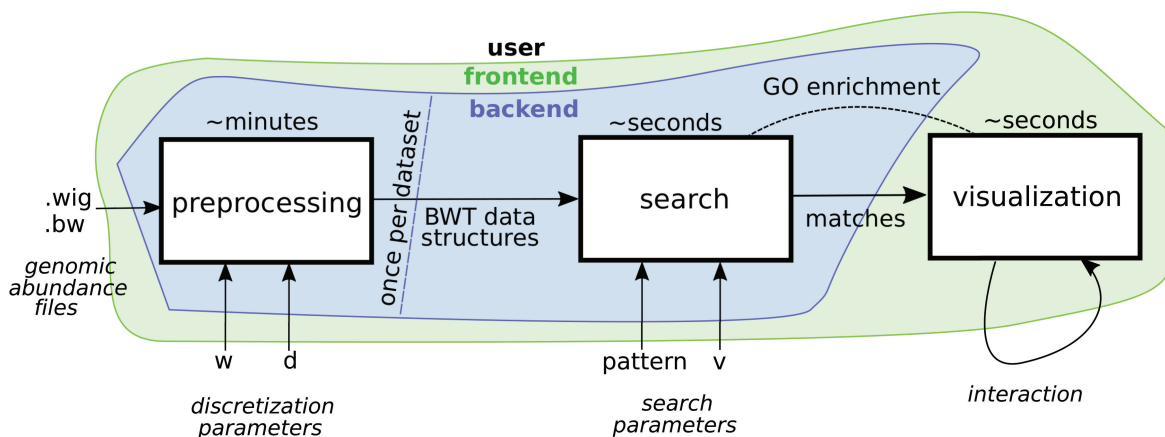 user
frontend
backend
GO enrichment
~minutes
~seconds
~seconds
.wig
.bw
preprocessing
once per dataset
BWT data
structures
search
matches
visualization
genomic
abundance
files
w
d
pattern
v
discretization
parameters
search
parameters
interaction